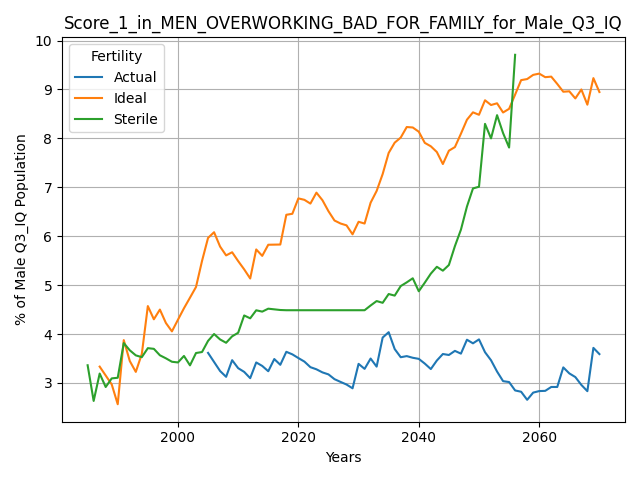 Score_1_in_MEN_OVERWORKING_BAD_FOR_FAMILY_for_Male_Q3_IQ
Fertility
Actual
Ideal
Sterile
% of Male Q3_IQ Population
10
9
8
7
6
5
4
3
2000
2020
2040
2060
Years